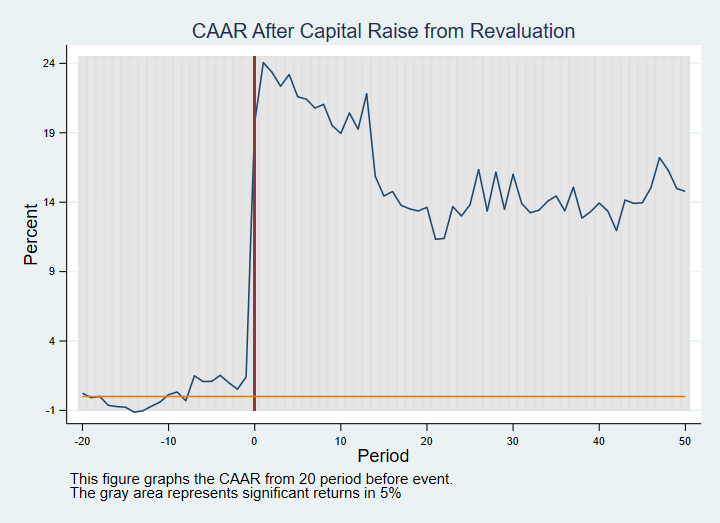 CAAR After Capital Raise from Revaluation
24
19
14
9
4
-1
Percent
-20
-10
0
10
20
30
40
50
Period
This figure graphs the CAAR from 20 period before event.
The gray area represents significant returns in 5%